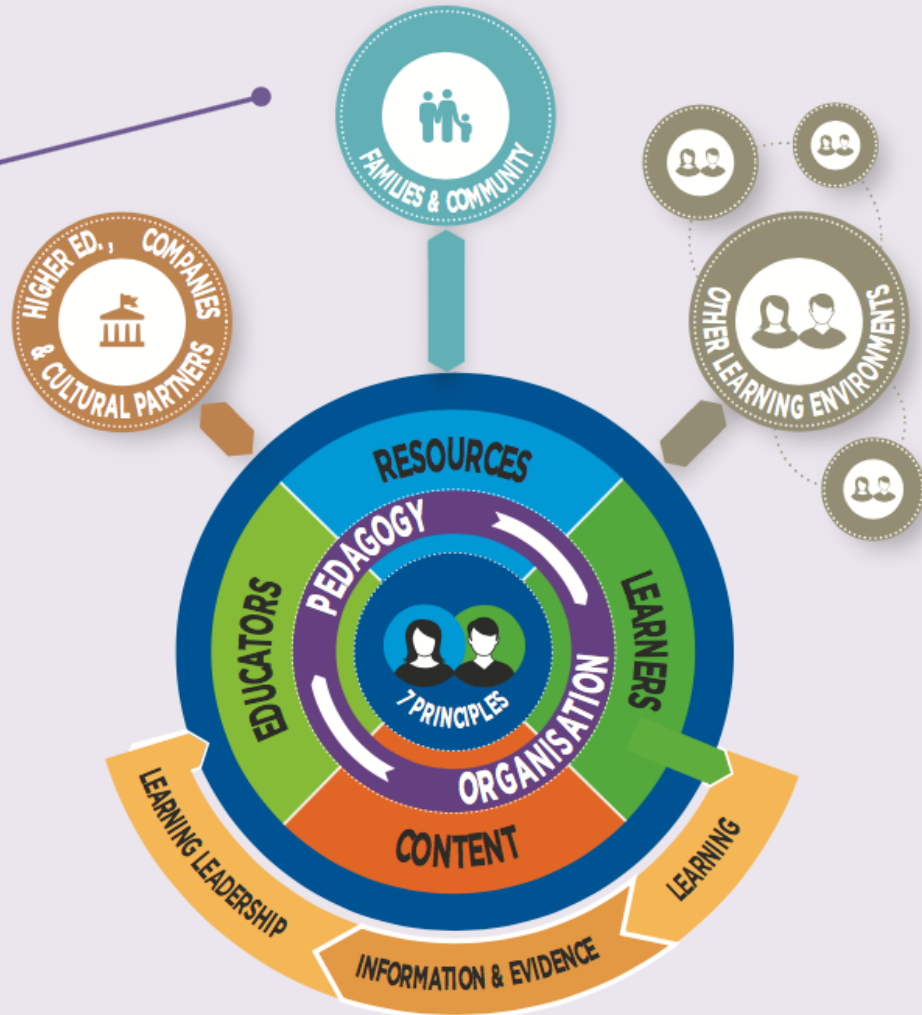 FAMILIES & COMMUNITY
HIGHER ED., COMPANIES
& CULTURAL PARTNERS
OTHER LEARNING ENVIRONMENTS
RESOURCES
PEDAGOGY
EDUCATORS
LEARNERS
7 PRINCIPLES
ORGANISATION
CONTENT
LEARNING LEADERSHIP
INFORMATION & EVIDENCE
LEARNING